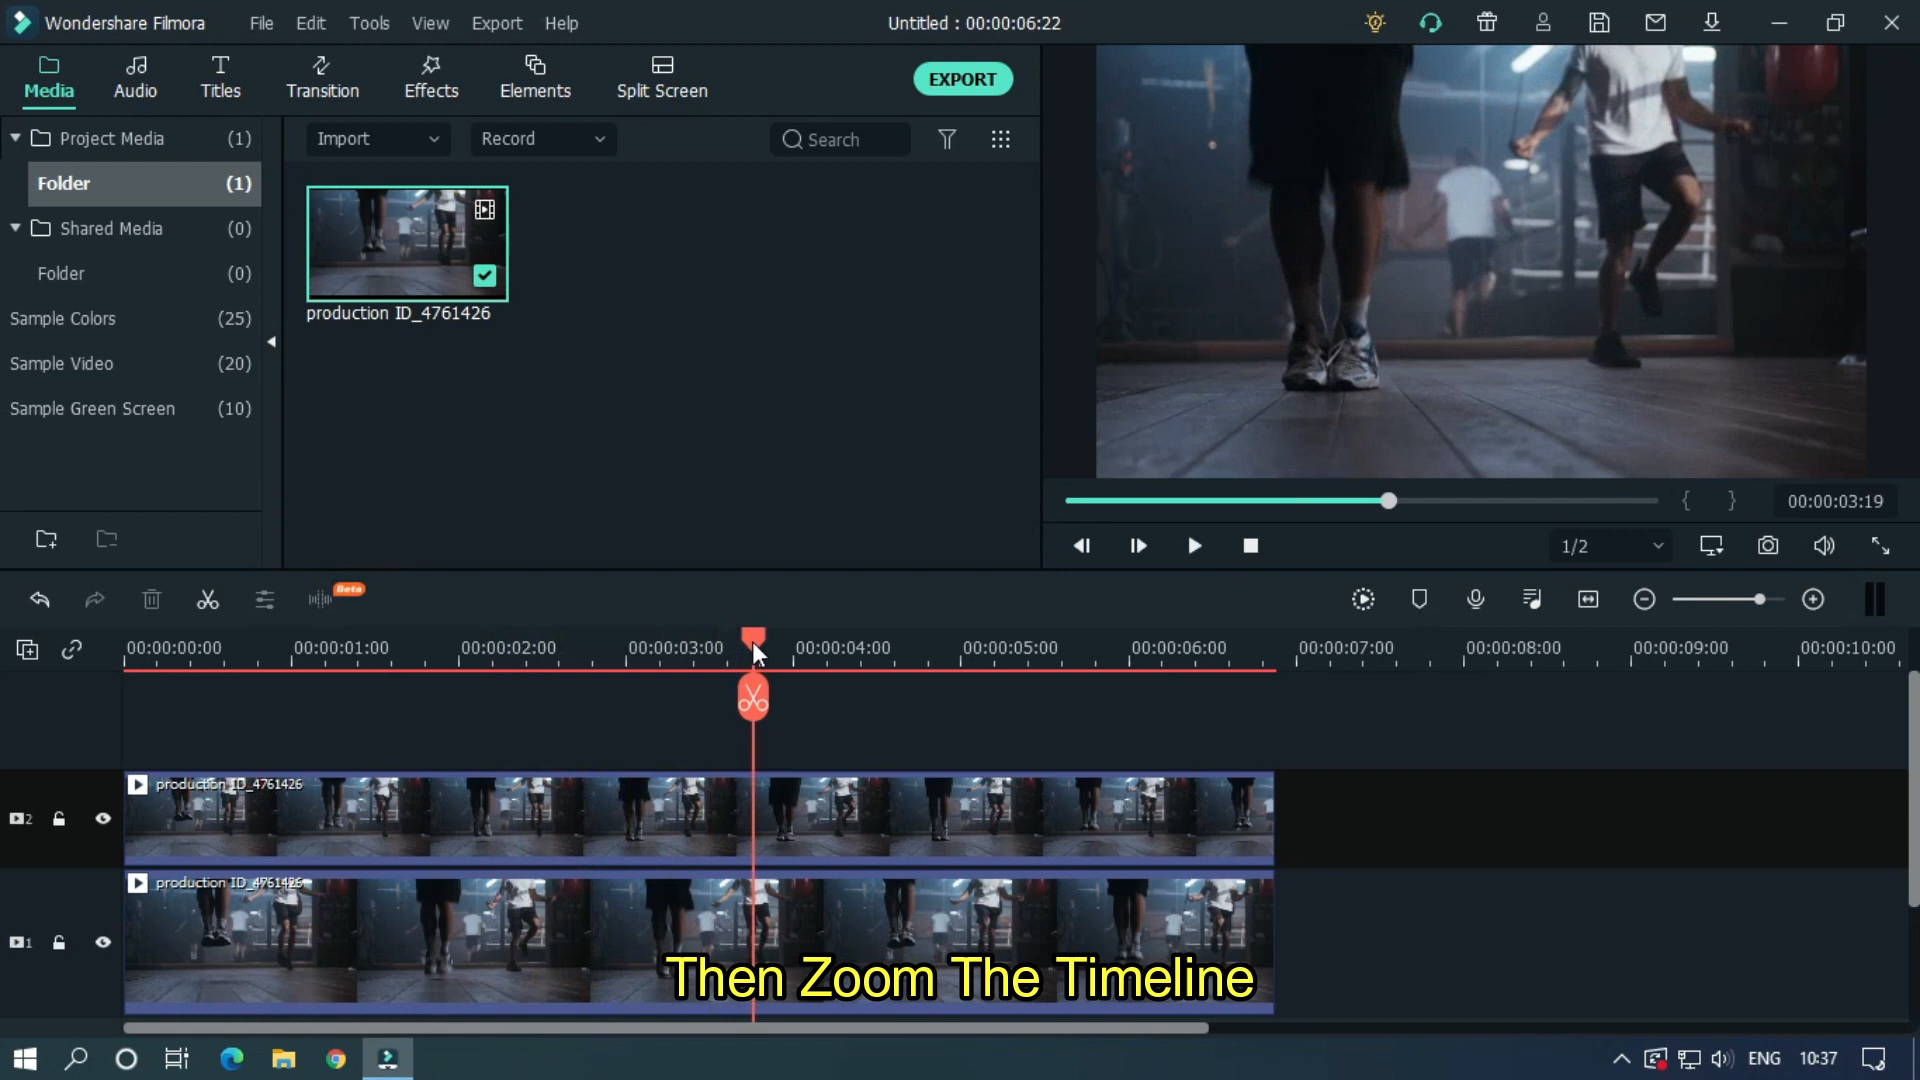 Wondershare Filmora
File
Edit
Tools
View
Export
Help
Untitled : 00:00:06:22
Media
Audio
Titles
Transition
Effects
Elements
Split Screen
EXPORT
Project Media (1)
Folder (1)
Shared Media (0)
Folder (0)
Sample Colors (25)
Sample Video (20)
Sample Green Screen (10)
Import
Record
Search
production ID_4761426
{ }
00:00:03:19
1/2
Beta
00:00:00:00
00:00:01:00
00:00:02:00
00:00:03:00
00:00:04:00
00:00:05:00
00:00:06:00
00:00:07:00
00:00:08:00
00:00:09:00
00:00:10:00
2
production ID_4761426
1
production ID_4761426
Then Zoom The Timeline
ENG
10:37